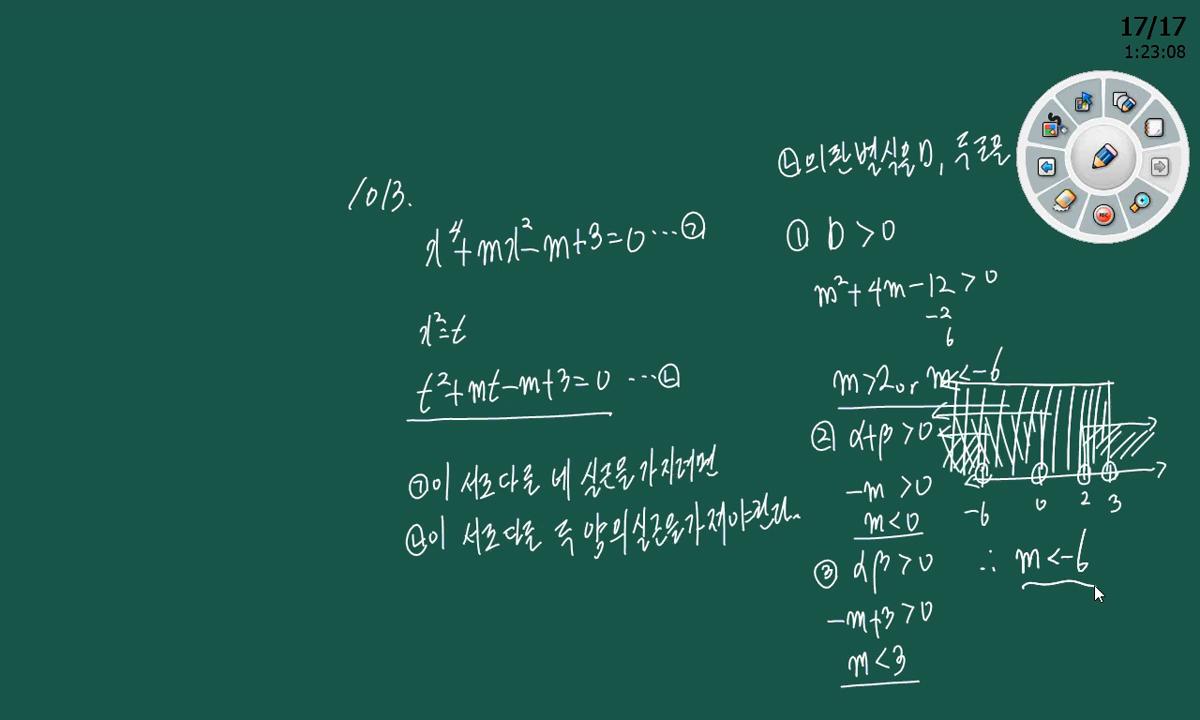 17/17
1:23:08
1013.
x⁴+mx²-m+3=0 …㉠
x²=t
t²+mt-m+3=0 …㉡
㉠이 서로다른 네 실근을 가지려면
㉡이 서로다른 두 양의실근을가져야한다.
㉡의판별식을D, 두근을
① D>0
m²+4m-12>0
-2
6
m>2 or m<-6
② α+β>0
-m>0
m<0
③ αβ>0
-m+3>0
m<3
-6 0 2 3
∴ m<-6